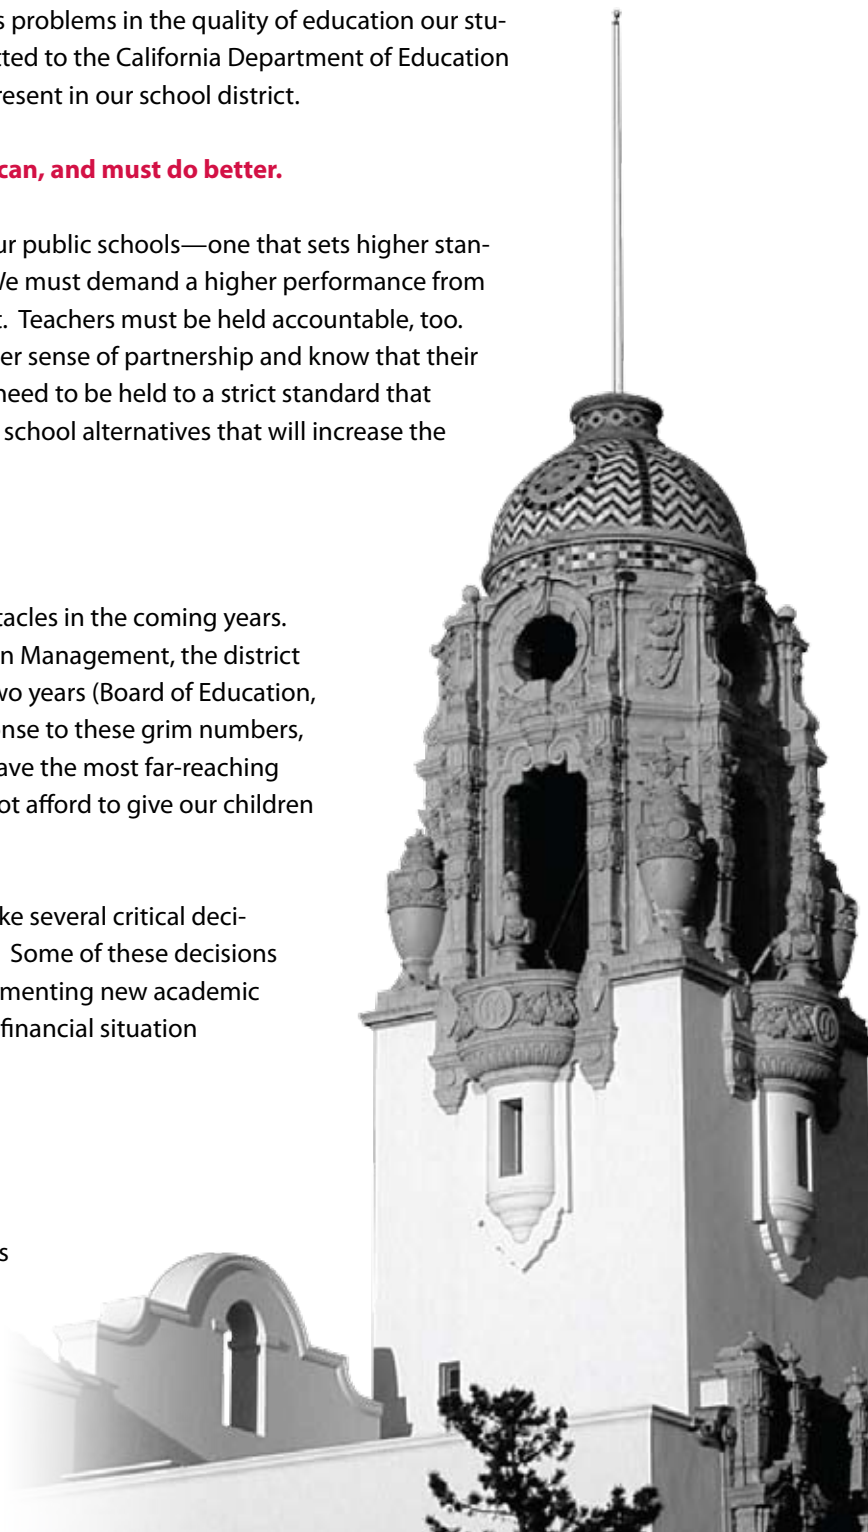 s problems in the quality of education our stu-
tted to the California Department of Education
resent in our school district.
can, and must do better.
ur public schools—one that sets higher stan-
We must demand a higher performance from
t. Teachers must be held accountable, too.
er sense of partnership and know that their
need to be held to a strict standard that
school alternatives that will increase the
tacles in the coming years.
n Management, the district
wo years (Board of Education,
onse to these grim numbers,
ave the most far-reaching
ot afford to give our children
ke several critical deci-
Some of these decisions
menting new academic
financial situation
s